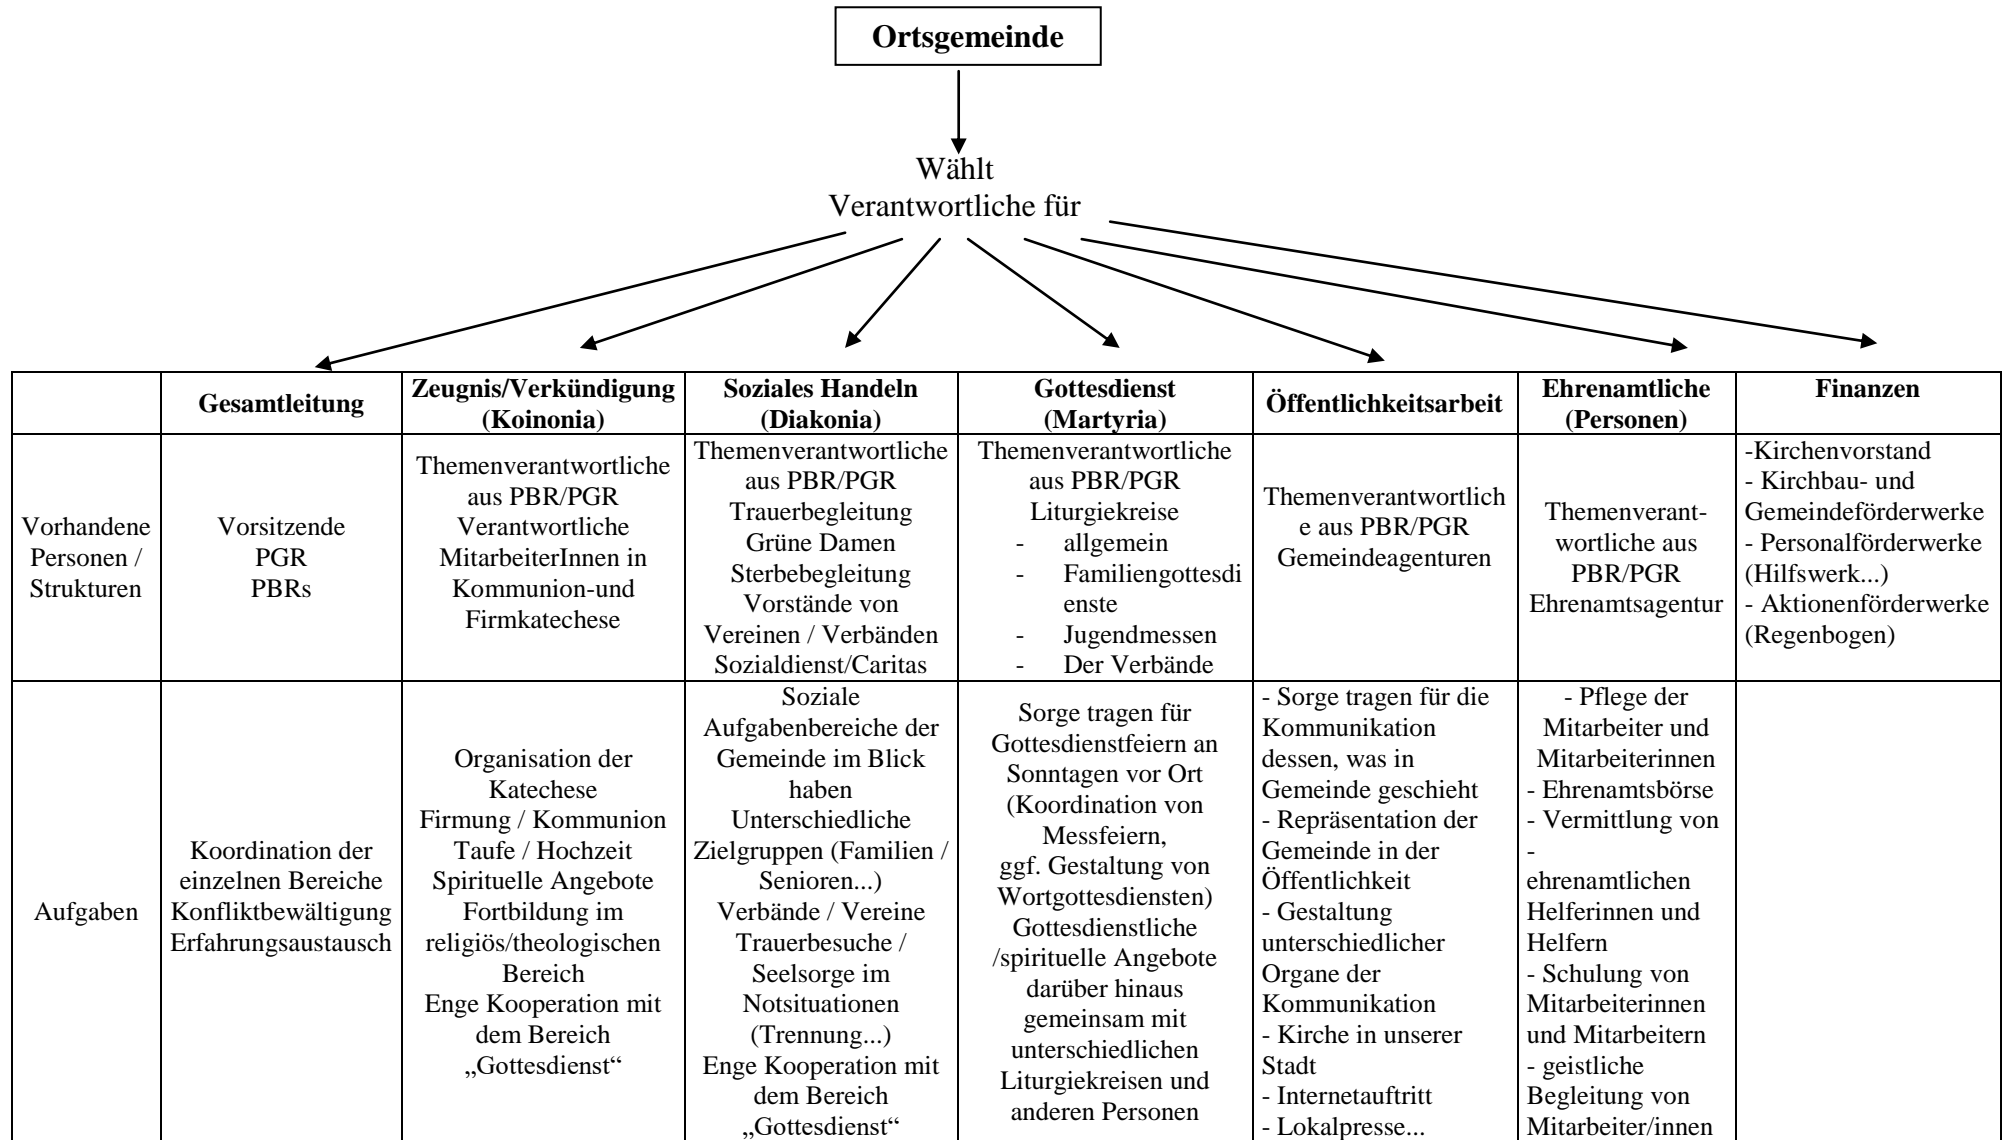 Ortsgemeinde
Wählt
Verantwortliche für
Gesamtleitung
Zeugnis/Verkündigung
(Koinonia)
Soziales Handeln
(Diakonia)
Gottesdienst
(Martyria)
Öffentlichkeitsarbeit
Ehrenamtliche
(Personen)
Finanzen
Vorhandene
Personen /
Strukturen
Vorsitzende
PGR
PBRs
Themenverantwortliche
aus PBR/PGR
Verantwortliche
MitarbeiterInnen in
Kommunion-und
Firmkatechese
Themenverantwortliche
aus PBR/PGR
Trauerbegleitung
Grüne Damen
Sterbebegleitung
Vorstände von
Vereinen / Verbänden
Sozialdienst/Caritas
Themenverantwortliche
aus PBR/PGR
Liturgiekreise
- allgemein
- Familiengottesdi
enste
- Jugendmessen
- Der Verbände
Themenverantwortlich
e aus PBR/PGR
Gemeindeagenturen
Themenverant-
wortliche aus
PBR/PGR
Ehrenamtsagentur
-Kirchenvorstand
- Kirchbau- und
Gemeindeförderwerke
- Personalförderwerke
(Hilfswerk...)
- Aktionenförderwerke
(Regenbogen)
Aufgaben
Koordination der
einzelnen Bereiche
Konfliktbewältigung
Erfahrungsaustausch
Organisation der
Katechese
Firmung / Kommunion
Taufe / Hochzeit
Spirituelle Angebote
Fortbildung im
religiös/theologischen
Bereich
Enge Kooperation mit
dem Bereich
„Gottesdienst“
Soziale
Aufgabenbereiche der
Gemeinde im Blick
haben
Unterschiedliche
Zielgruppen (Familien /
Senioren...)
Verbände / Vereine
Trauerbesuche /
Seelsorge im
Notsituationen
(Trennung...)
Enge Kooperation mit
dem Bereich
„Gottesdienst“
Sorge tragen für
Gottesdienstfeiern an
Sonntagen vor Ort
(Koordination von
Messfeiern,
ggf. Gestaltung von
Wortgottesdiensten)
Gottesdienstliche
/spirituelle Angebote
darüber hinaus
gemeinsam mit
unterschiedlichen
Liturgiekreisen und
anderen Personen
- Sorge tragen für die
Kommunikation
dessen, was in
Gemeinde geschieht
- Repräsentation der
Gemeinde in der
Öffentlichkeit
- Gestaltung
unterschiedlicher
Organe der
Kommunikation
- Kirche in unserer
Stadt
- Internetauftritt
- Lokalpresse...
- Pflege der
Mitarbeiter und
Mitarbeiterinnen
- Ehrenamtsbörse
- Vermittlung von
-
ehrenamtlichen
Helferinnen und
Helfern
- Schulung von
Mitarbeiterinnen
und Mitarbeitern
- geistliche
Begleitung von
Mitarbeiter/innen